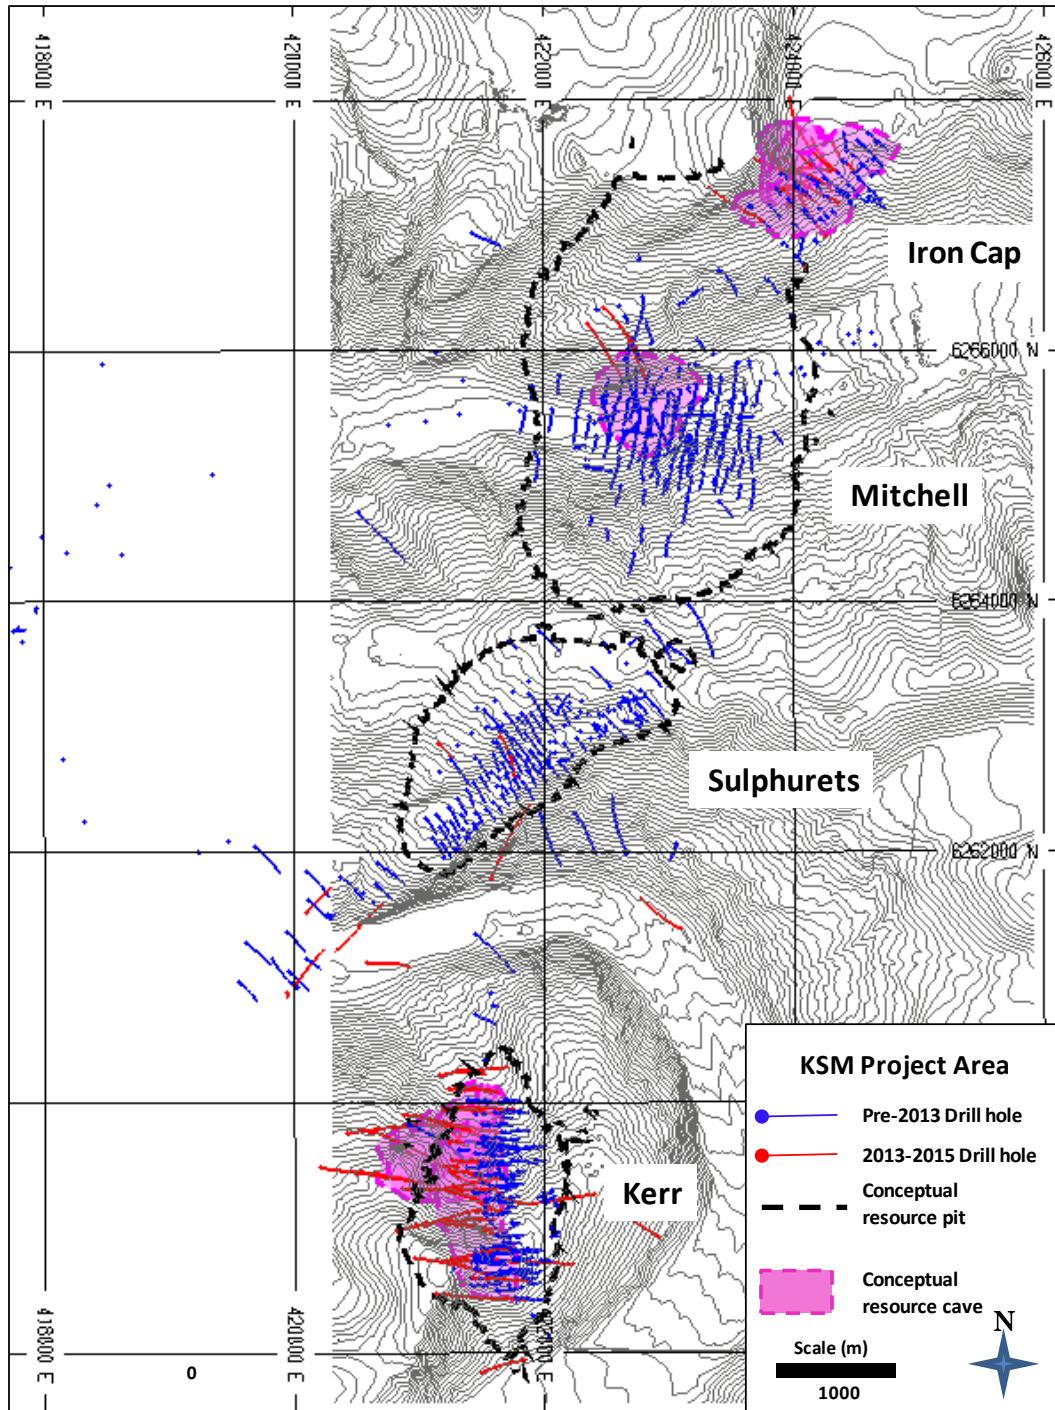 418000 E
420000 E
422000 E
424000 E
426000 E
Iron Cap
6266000 N
Mitchell
6264000 N
Sulphurets
6262000 N
Kerr
KSM Project Area
Pre-2013 Drill hole
2013-2015 Drill hole
Conceptual
resource pit
Conceptual
resource cave
N
Scale (m)
1000
0
418000 E
420000 E
422000 E